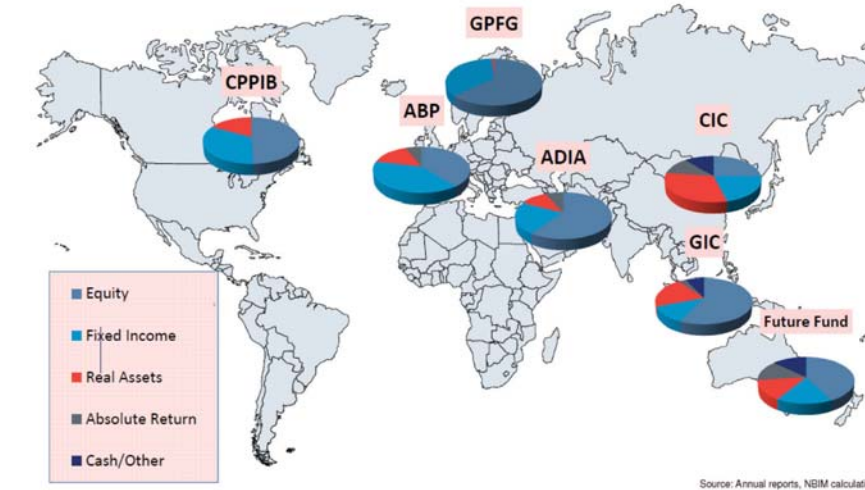 GPFG
CPPIB
ABP
CIC
ADIA
GIC
Equity
Fixed Income
Real Assets
Absolute Return
Cash/Other
Future Fund
Source: Annual reports, NBIM calculat